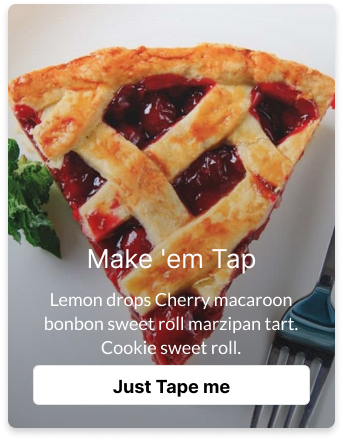 Make 'em Tap
Lemon drops Cherry macaroon
bonbon sweet roll marzipan tart.
Cookie sweet roll.
Just Tape me